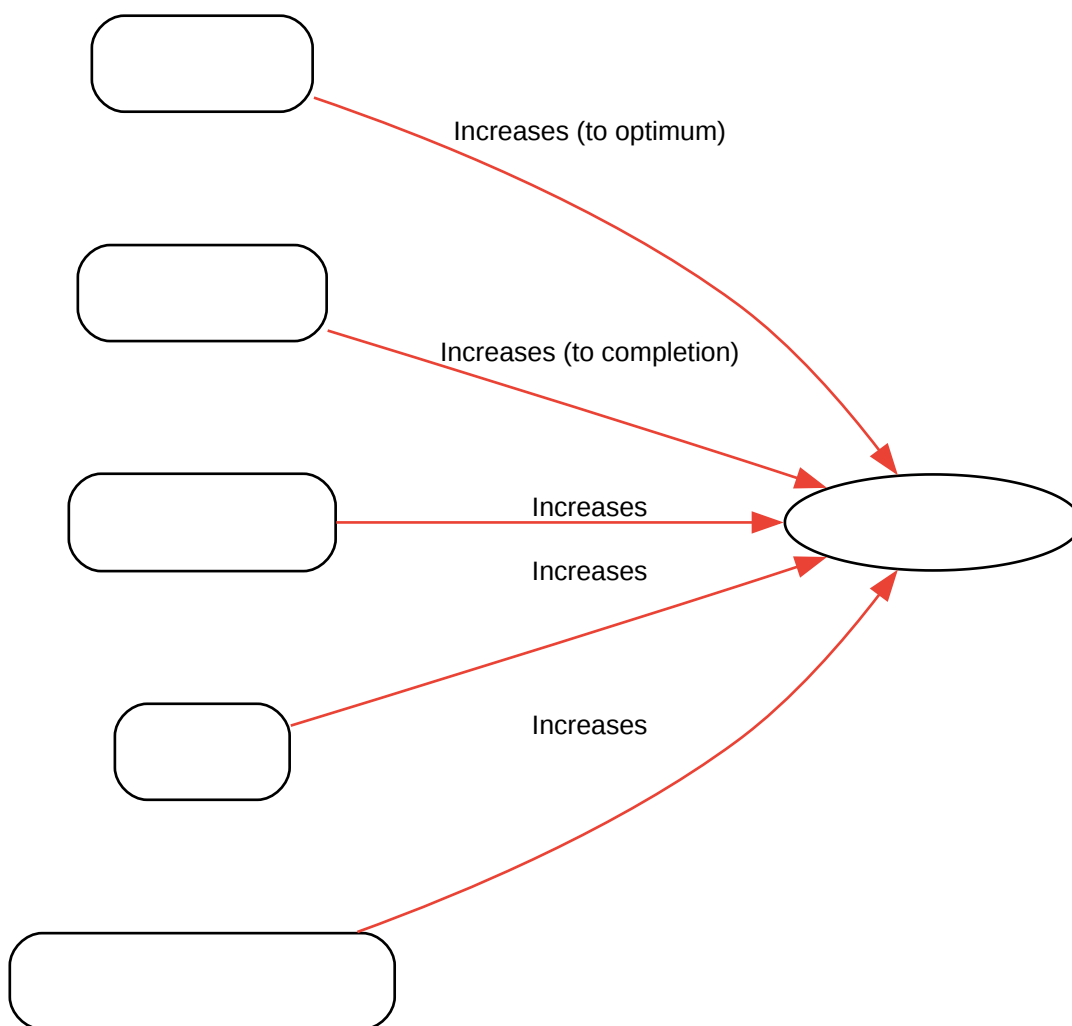 Increases (to optimum)
Increases (to completion)
Increases
Increases
Increases